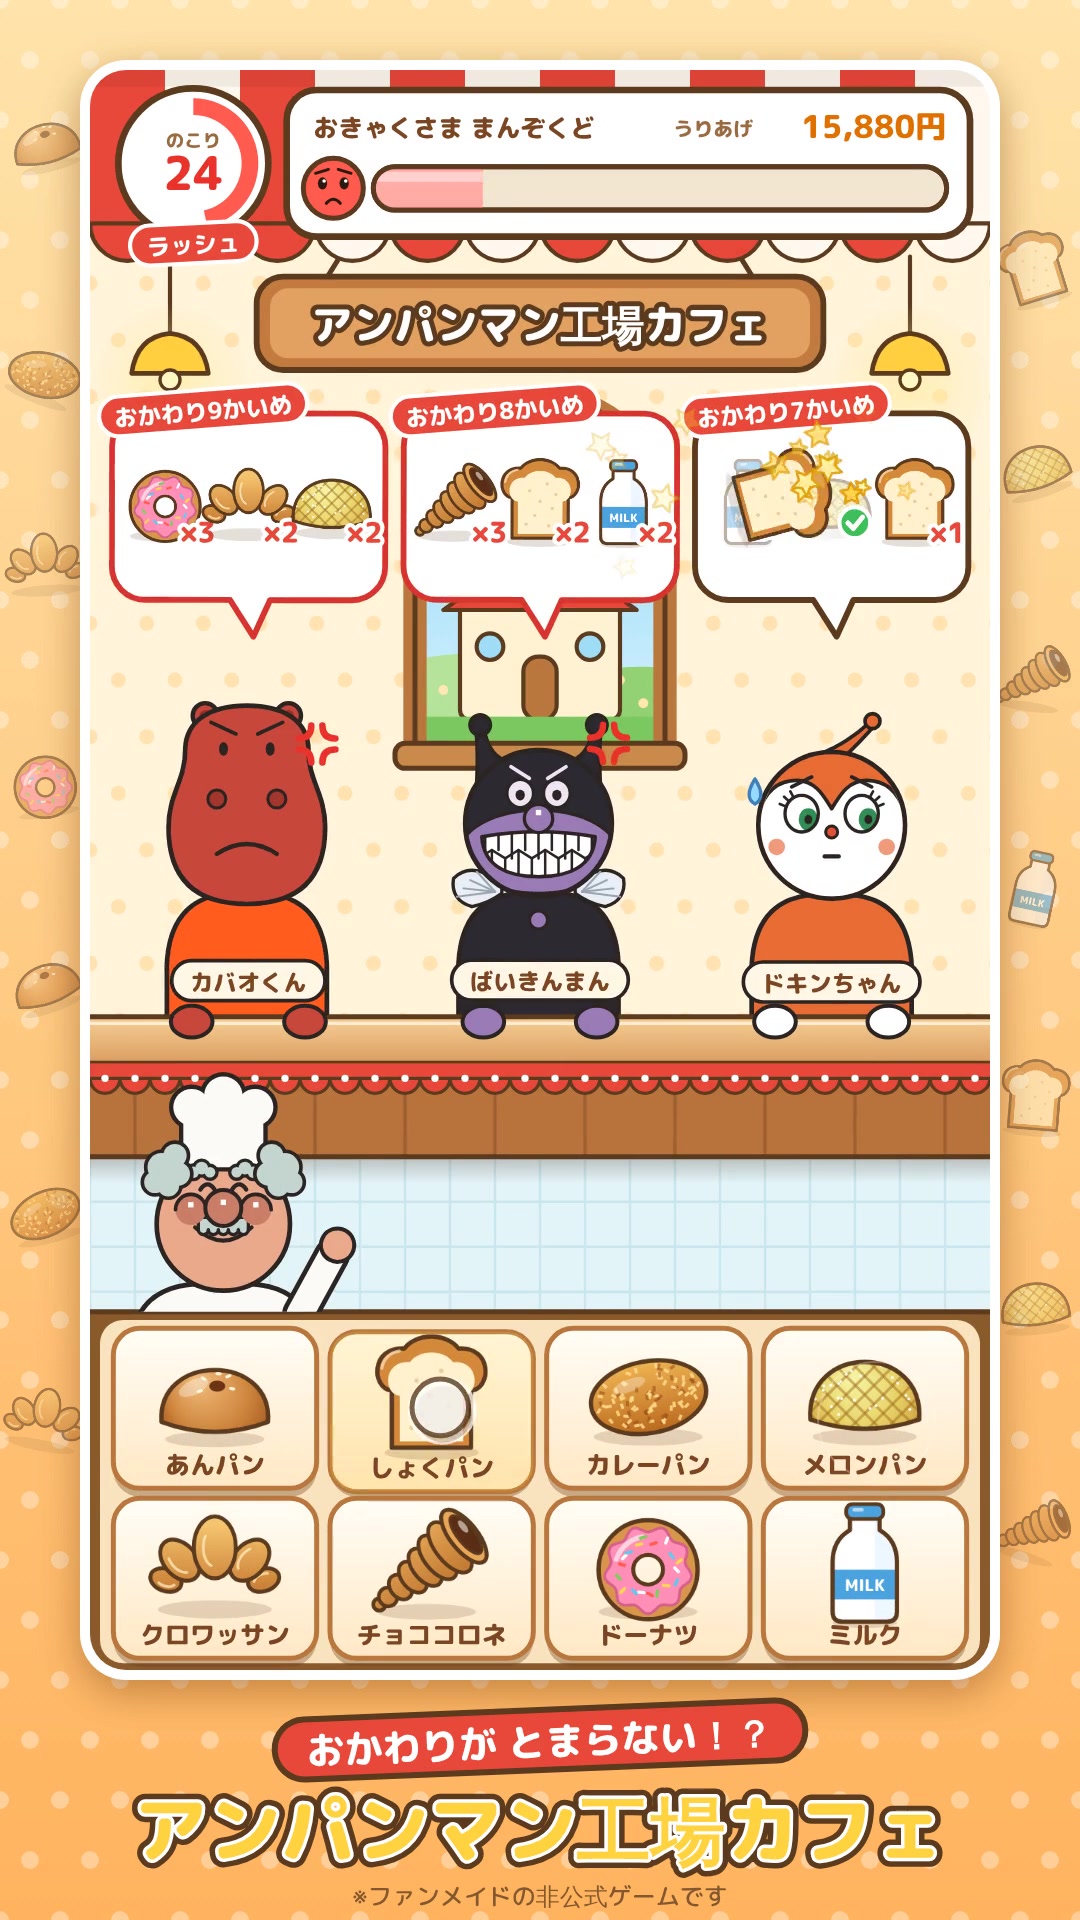 のこり
24
ラッシュ
おきゃくさま まんぞくど
うりあげ
15,880円
アンパンマン工場カフェ
おかわり9かいめ
×3
×2
×2
おかわり8かいめ
×3
×2
MILK
×2
おかわり7かいめ
×1
カバオくん
ばいきんまん
ドキンちゃん
あんパン
しょくパン
カレーパン
メロンパン
クロワッサン
チョココロネ
ドーナツ
MILK
ミルク
MILK
おかわりが とまらない！？
アンパンマン工場カフェ
※ファンメイドの非公式ゲームです